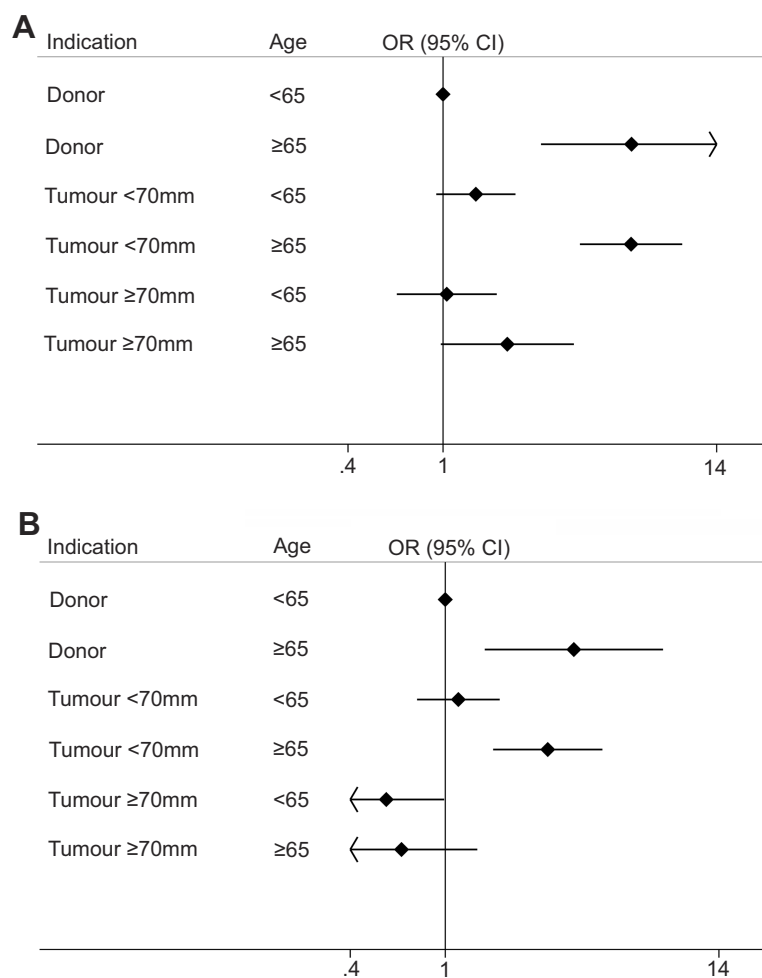 A
Indication Age OR (95% CI)
Donor <65
Donor ≥65
Tumour <70mm <65
Tumour <70mm ≥65
Tumour ≥70mm <65
Tumour ≥70mm ≥65
.4 1 14
B
Indication Age OR (95% CI)
Donor <65
Donor ≥65
Tumour <70mm <65
Tumour <70mm ≥65
Tumour ≥70mm <65
Tumour ≥70mm ≥65
.4 1 14